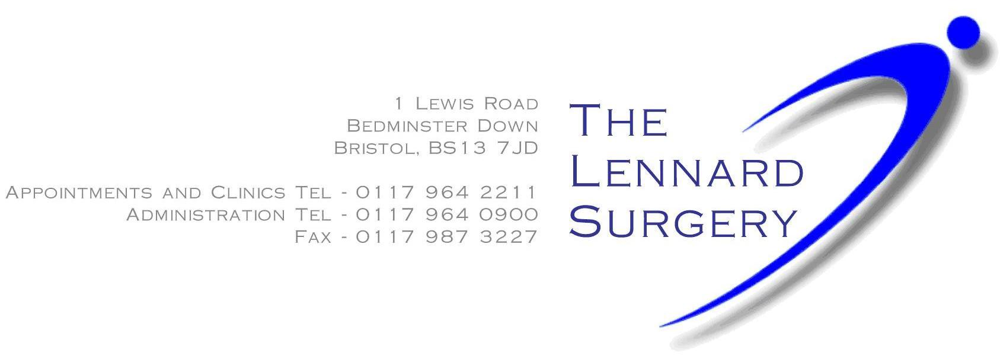 1 Lewis Road
Bedminster Down
Bristol, BS13 7JD
Appointments and Clinics Tel - 0117 964 2211
Administration Tel - 0117 964 0900
Fax - 0117 987 3227
The
Lennard
Surgery